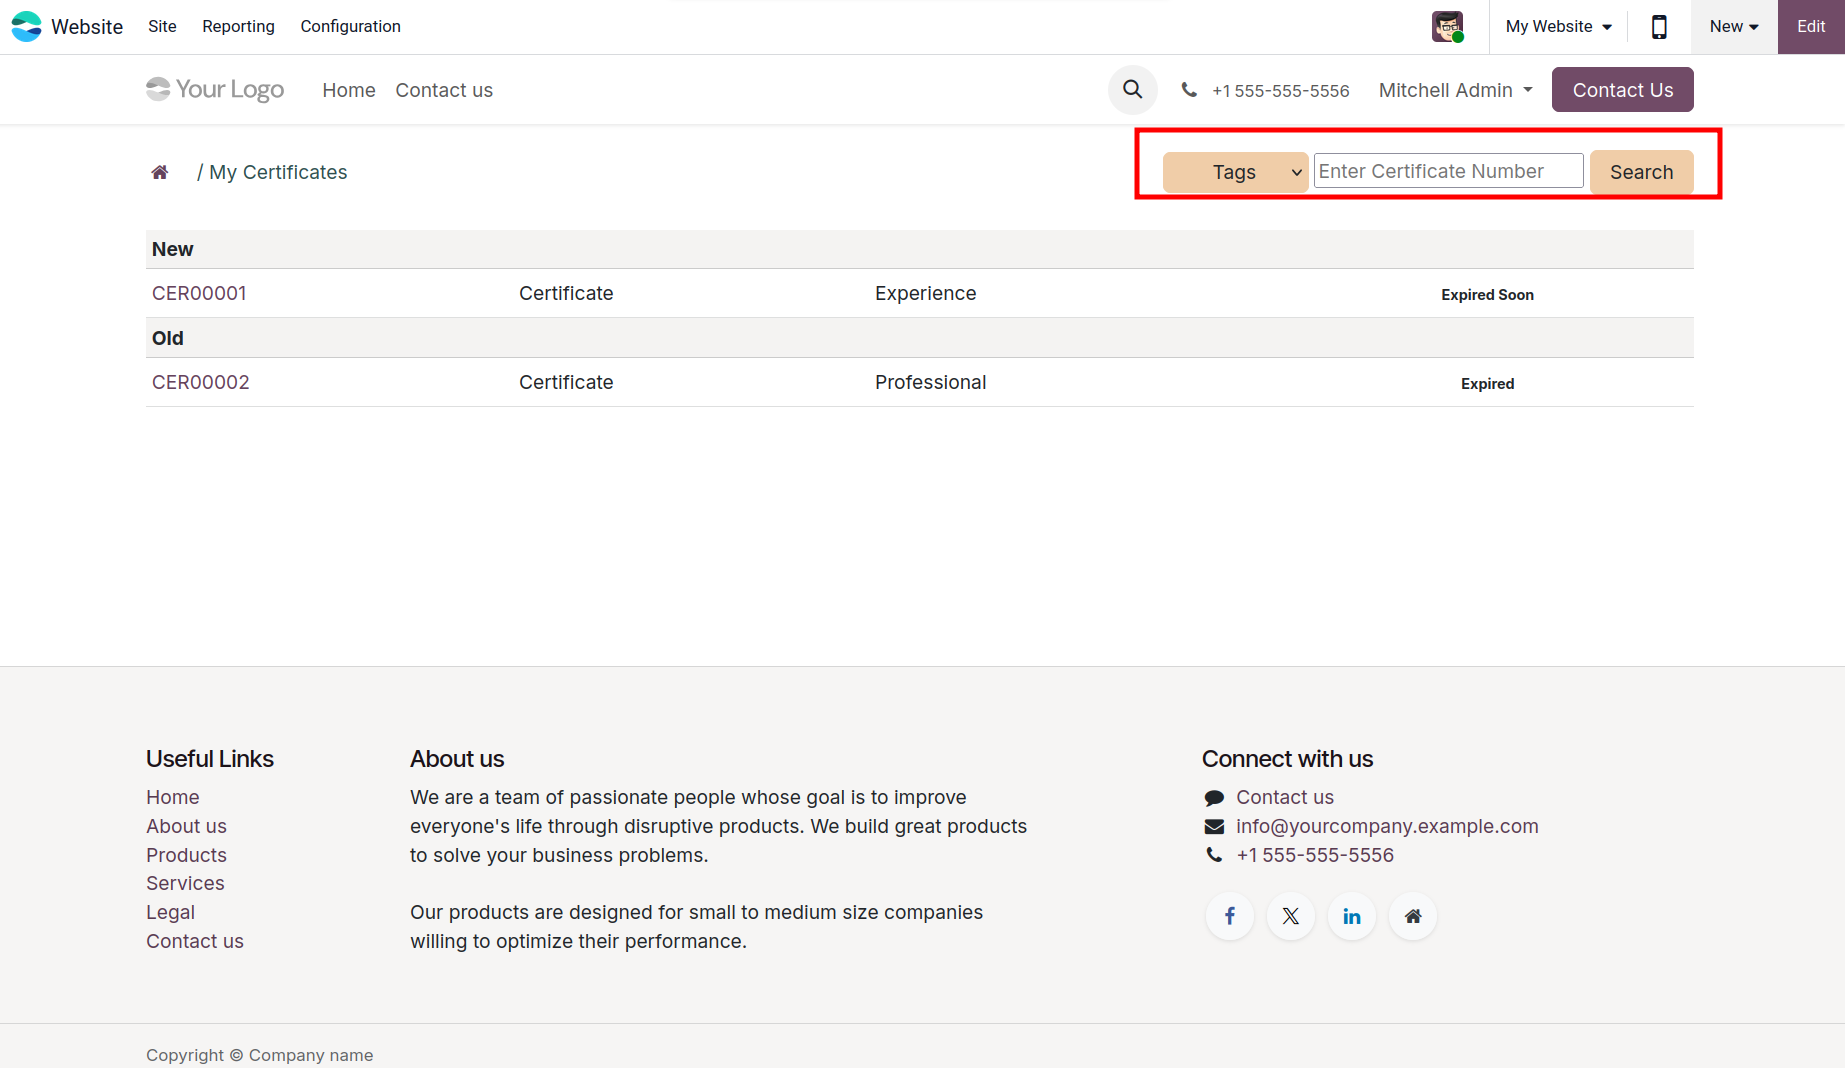 Website Site Reporting Configuration My Website New Edit
Your Logo Home Contact us +1 555-555-5556 Mitchell Admin Contact Us
/ My Certificates Tags Enter Certificate Number Search
New
CER00001 Certificate Experience Expired Soon
Old
CER00002 Certificate Professional Expired
Useful Links
Home
About us
Products
Services
Legal
Contact us
About us
We are a team of passionate people whose goal is to improve
everyone's life through disruptive products. We build great products
to solve your business problems.
Our products are designed for small to medium size companies
willing to optimize their performance.
Connect with us
Contact us
info@yourcompany.example.com
+1 555-555-5556
Copyright © Company name